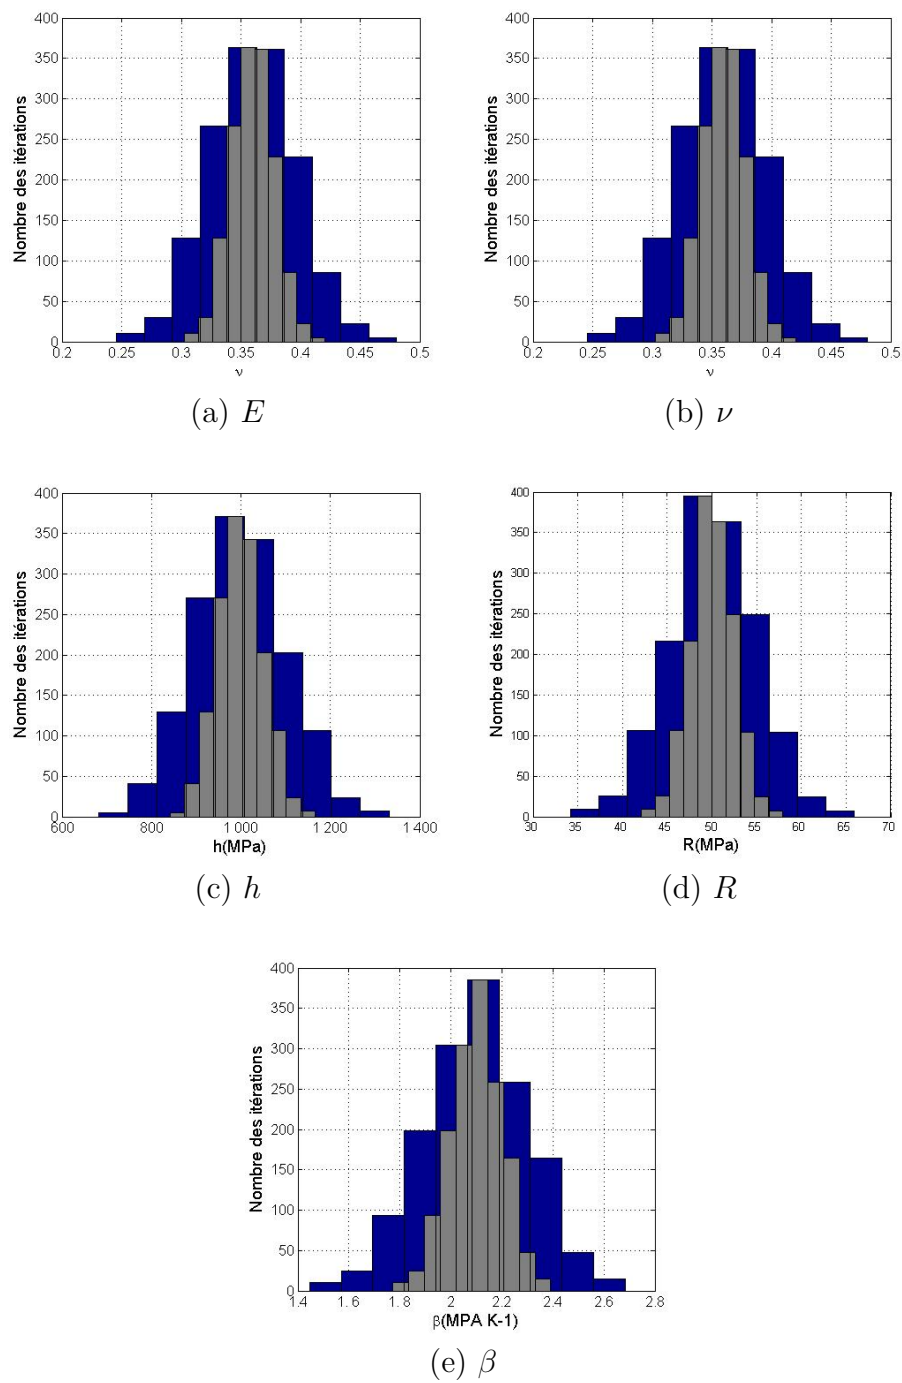 400
350
300
250
200
150
100
50
0
Nombre des itérations
0.2 0.25 0.3 0.35 0.4 0.45 0.5
ν
(a) E
400
350
300
250
200
150
100
50
0
Nombre des itérations
0.2 0.25 0.3 0.35 0.4 0.45 0.5
ν
(b) ν
400
350
300
250
200
150
100
50
0
Nombre des itérations
600 800 1000 1200 1400
h(MPa)
(c) h
400
350
300
250
200
150
100
50
0
Nombre des itérations
30 35 40 45 50 55 60 65 70
R(MPa)
(d) R
400
350
300
250
200
150
100
50
0
Nombre des itérations
1.4 1.6 1.8 2 2.2 2.4 2.6 2.8
β(MPA K-1)
(e) β